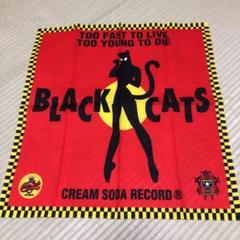 TOO FAST TO LIVE
TOO YOUNG TO DIE
BLACK CATS
CREAM SODA RECORD®